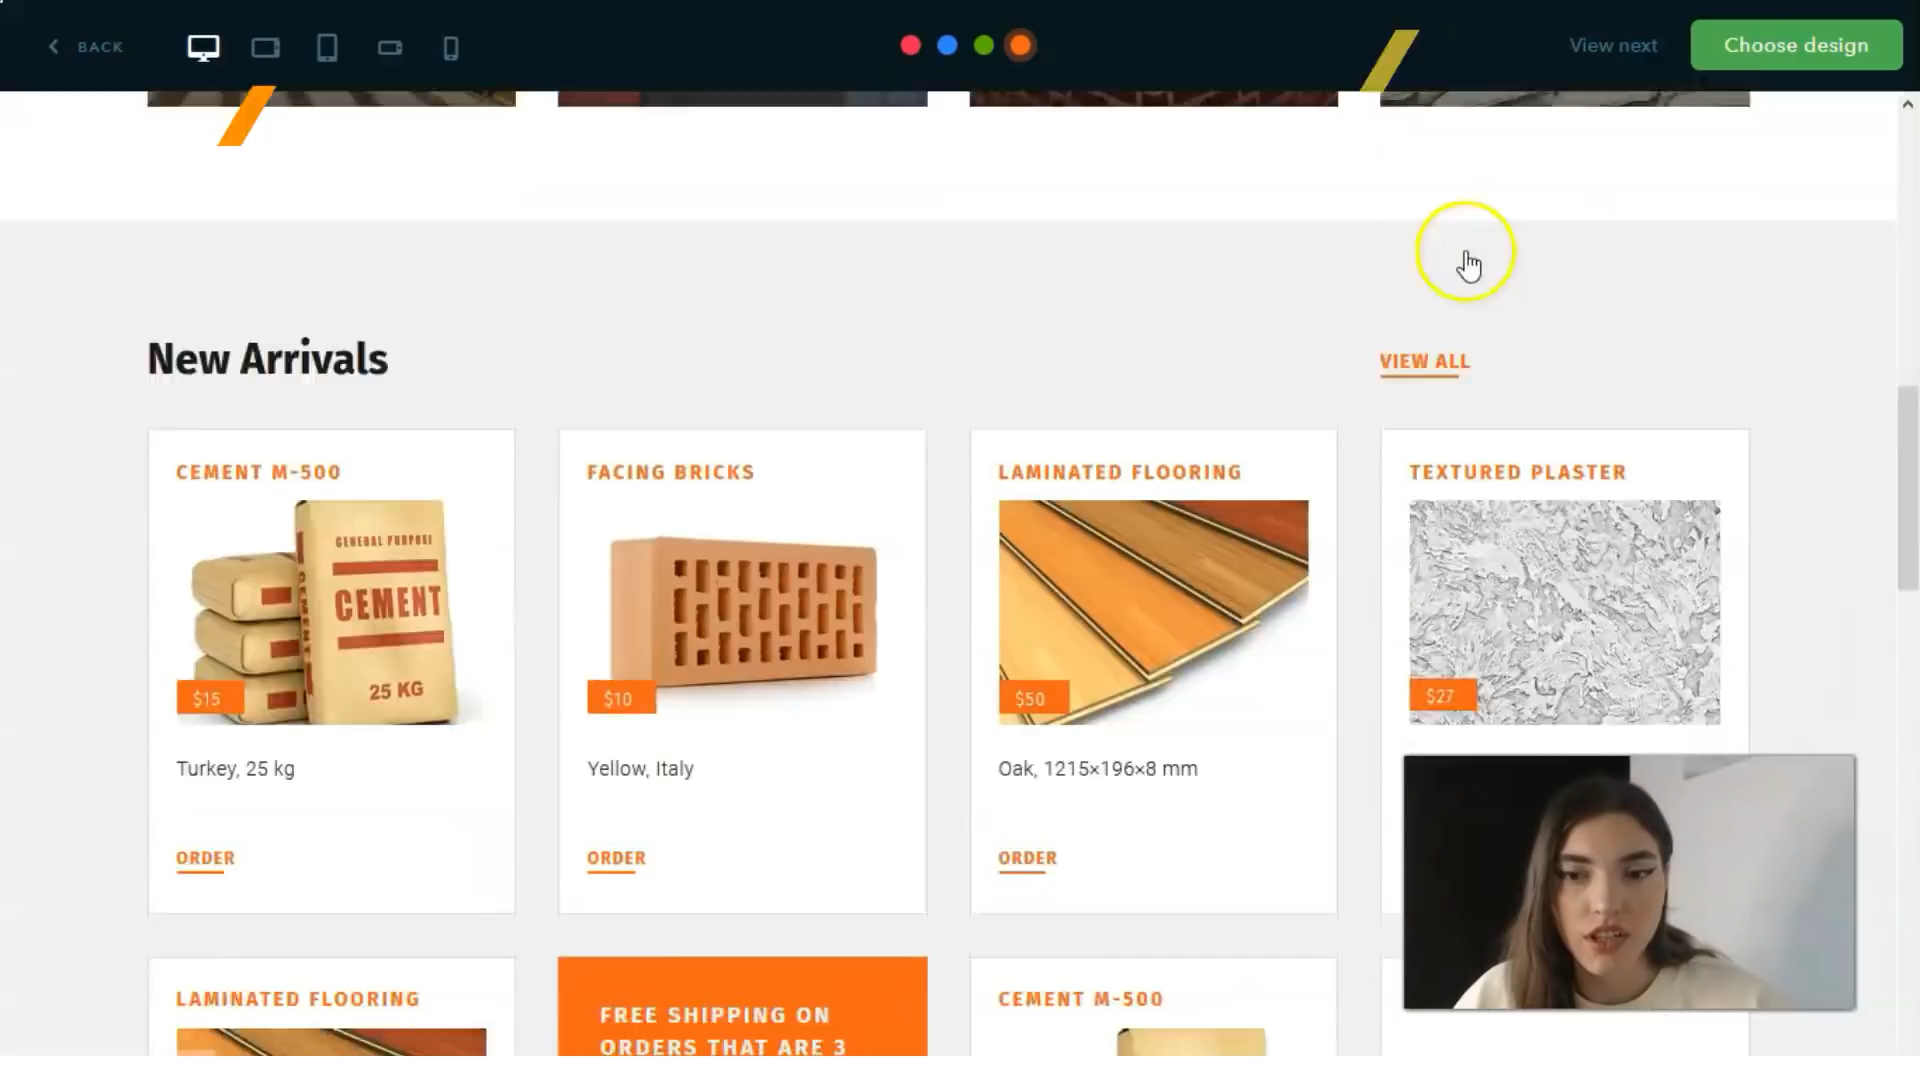 BACK
View next
Choose design
New Arrivals
VIEW ALL
CEMENT M-500
FACING BRICKS
LAMINATED FLOORING
TEXTURED PLASTER
GENERAL PURPOSE
CEMENT
25 KG
CEMENT
$15
$10
$50
$27
Turkey, 25 kg
Yellow, Italy
Oak, 1215×196×8 mm
ORDER
ORDER
ORDER
LAMINATED FLOORING
FREE SHIPPING ON
ORDERS THAT ARE 3
CEMENT M-500